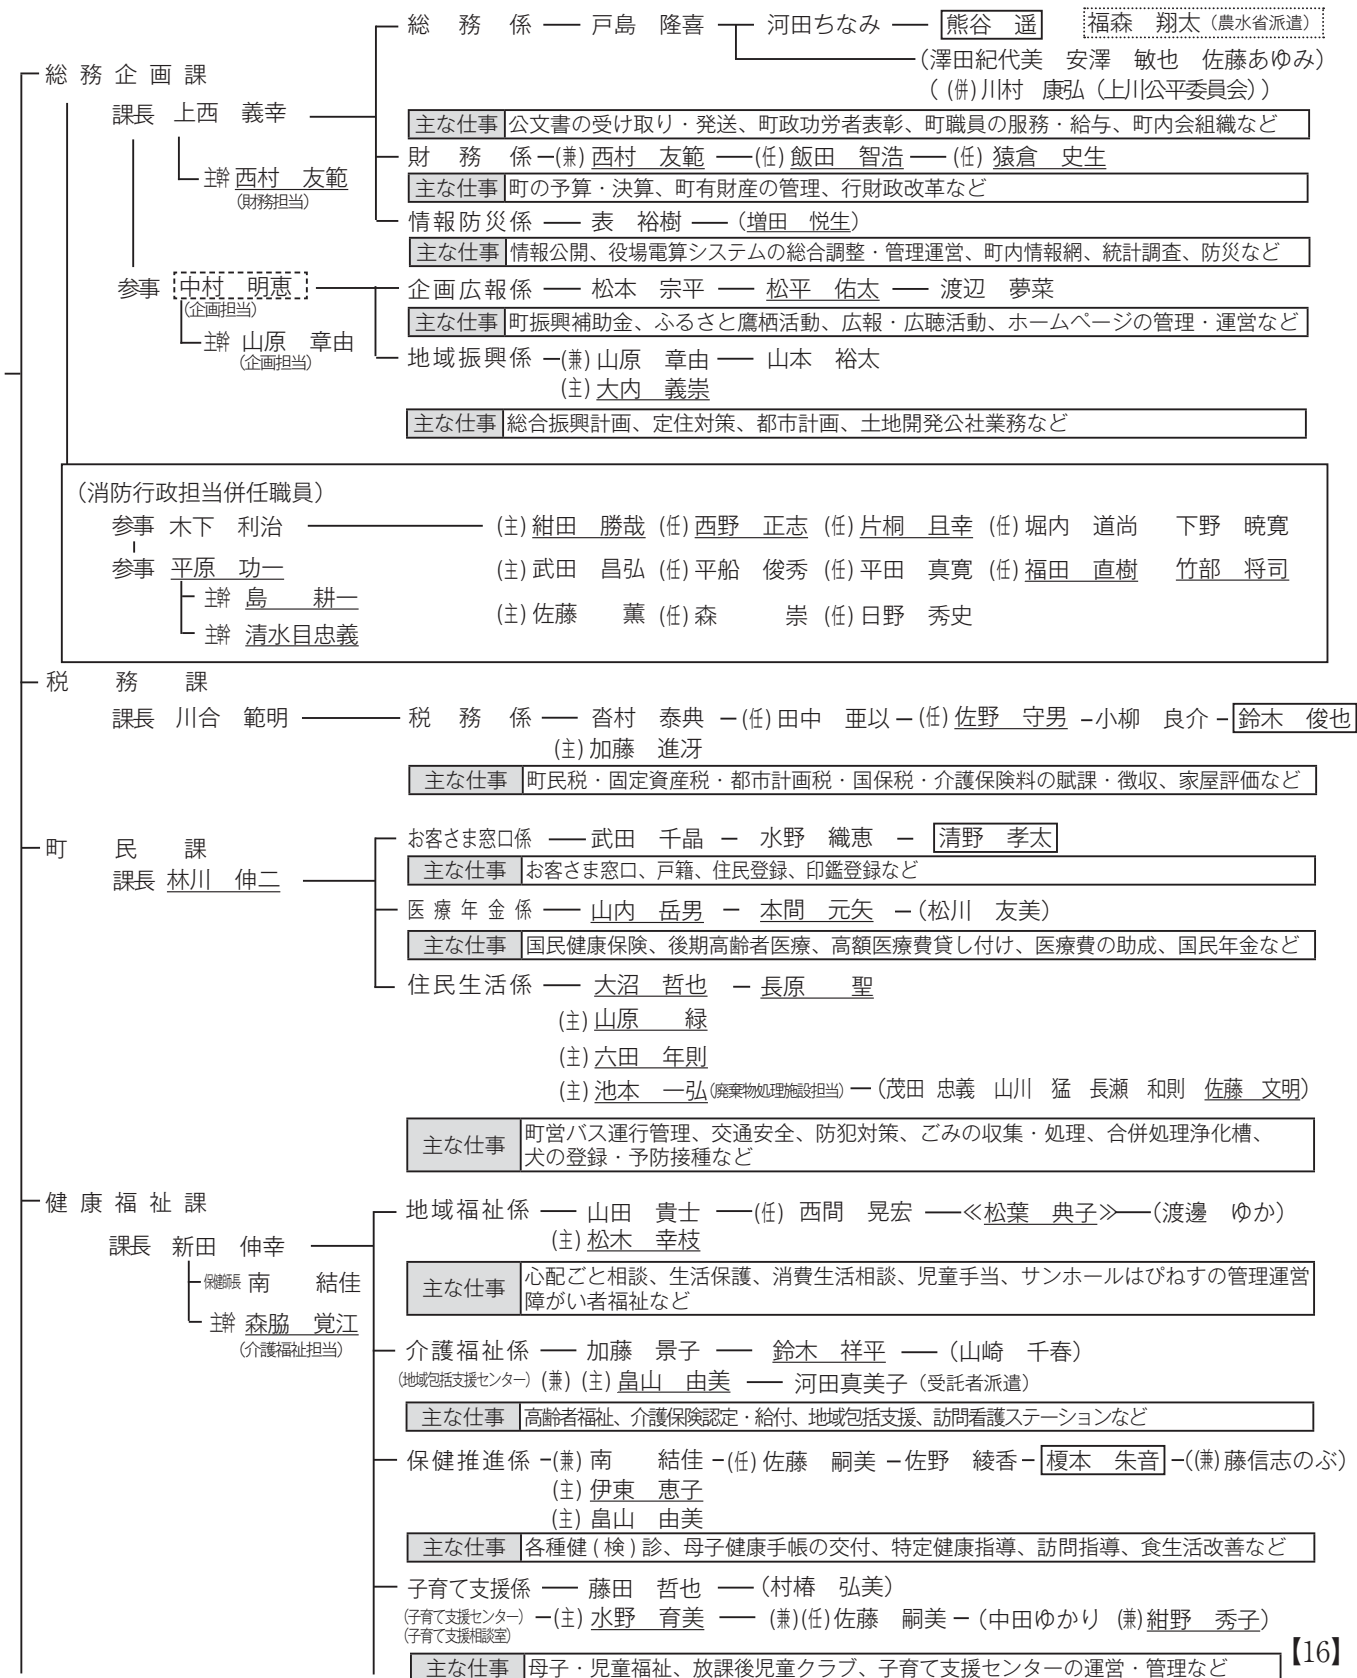 総務係 戸島 隆喜 河田ちなみ 熊谷 遥 福森 翔太（農水省派遣）
（澤田紀代美 安澤 敏也 佐藤あゆみ）
（（併）川村 康弘（上川公平委員会））
総務企画課
課長 上西 義幸
主な仕事 公文書の受け取り・発送、町政功労者表彰、町職員の服務・給与、町内会組織など
財務係 （兼）西村 友範 （任）飯田 智浩 （任）猿倉 史生
主幹 西村 友範
（財務担当）
主な仕事 町の予算・決算、町有財産の管理、行財政改革など
情報防災係 表 裕樹 （増田 悦生）
主な仕事 情報公開、役場電算システムの総合調整・管理運営、町内情報網、統計調査、防災など
参事 中村 明恵
（企画担当）
企画広報係 松本 宗平 松平 佑太 渡辺 夢菜
主な仕事 町振興補助金、ふるさと鷹栖活動、広報・広聴活動、ホームページの管理・運営など
主幹 山原 章由
（企画担当）
地域振興係 （兼）山原 章由 山本 裕太
（主）大内 義崇
主な仕事 総合振興計画、定住対策、都市計画、土地開発公社業務など
（消防行政担当併任職員）
参事 木下 利治 （主）紺田 勝哉 （任）西野 正志 （任）片桐 且幸 （任）堀内 道尚 下野 暁寛
参事 平原 功一 （主）武田 昌弘 （任）平船 俊秀 （任）平田 真寛 （任）福田 直樹 竹部 将司
主幹 島 耕一
（主）佐藤 薫 （任）森 崇 （任）日野 秀史
主幹 清水目忠義
税務課
課長 川合 範明 税務係 沓村 泰典 （任）田中 亜以 （任）佐野 守男 小柳 良介 鈴木 俊也
（主）加藤 進冴
主な仕事 町民税・固定資産税・都市計画税・国保税・介護保険料の賦課・徴収、家屋評価など
町民課
課長 林川 伸二
お客さま窓口係 武田 千晶 水野 織恵 清野 孝太
主な仕事 お客さま窓口、戸籍、住民登録、印鑑登録など
医療年金係 山内 岳男 本間 元矢 （松川 友美）
主な仕事 国民健康保険、後期高齢者医療、高額医療費貸し付け、医療費の助成、国民年金など
住民生活係 大沼 哲也 長原 聖
（主）山原 緑
（主）六田 年則
（主）池本 一弘（廃棄物処理施設担当） （茂田 忠義 山川 猛 長瀬 和則 佐藤 文明）
主な仕事 町営バス運行管理、交通安全、防犯対策、ごみの収集・処理、合併処理浄化槽、
犬の登録・予防接種など
健康福祉課
課長 新田 伸幸
保健師長 南 結佳
主幹 森脇 覚江
（介護福祉担当）
地域福祉係 山田 貴士 （任）西間 晃宏 ≪松葉 典子≫ （渡邊 ゆか）
（主）松木 幸枝
主な仕事 心配ごと相談、生活保護、消費生活相談、児童手当、サンホールはぴねすの管理運営
障がい者福祉など
介護福祉係 加藤 景子 鈴木 祥平 （山崎 千春）
（地域包括支援センター）（兼）（主）畠山 由美 河田真美子（受託者派遣）
主な仕事 高齢者福祉、介護保険認定・給付、地域包括支援、訪問看護ステーションなど
保健推進係 （兼）南 結佳 （任）佐藤 嗣美 佐野 綾香 榎本 朱音 （（兼）藤信志のぶ）
（主）伊東 恵子
（主）畠山 由美
主な仕事 各種健（検）診、母子健康手帳の交付、特定健康指導、訪問指導、食生活改善など
子育て支援係 藤田 哲也 （村椿 弘美）
（子育て支援センター） （主）水野 育美 （兼）（任）佐藤 嗣美 （中田ゆかり （兼）紺野 秀子）
（子育て支援相談室）
主な仕事 母子・児童福祉、放課後児童クラブ、子育て支援センターの運営・管理など
【16】